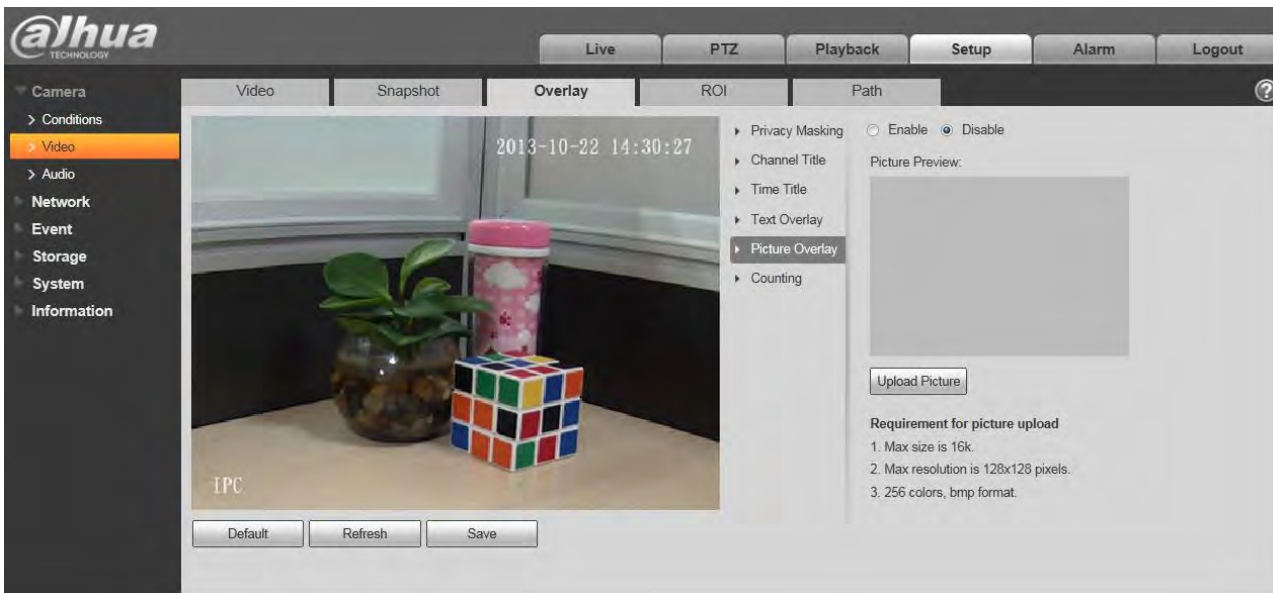 alhua
TECHNOLOGY
Live PTZ Playback Setup Alarm Logout
Camera
Conditions
Video
Audio
Network
Event
Storage
System
Information
Video Snapshot Overlay ROI Path
?
2013-10-22 14:30:27
IPC
Default Refresh Save
Privacy Masking
Channel Title
Time Title
Text Overlay
Picture Overlay
Counting
Enable Disable
Picture Preview:
Upload Picture
Requirement for picture upload
1. Max size is 16k.
2. Max resolution is 128x128 pixels.
3. 256 colors, bmp format.